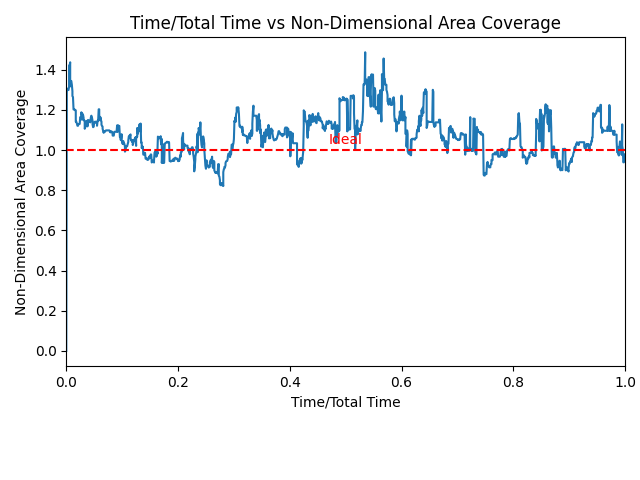 Time/Total Time vs Non-Dimensional Area Coverage
Non-Dimensional Area Coverage
1.4
1.2
1.0
0.8
0.6
0.4
0.2
0.0
Ideal
0.0 0.2 0.4 0.6 0.8 1.0
Time/Total Time